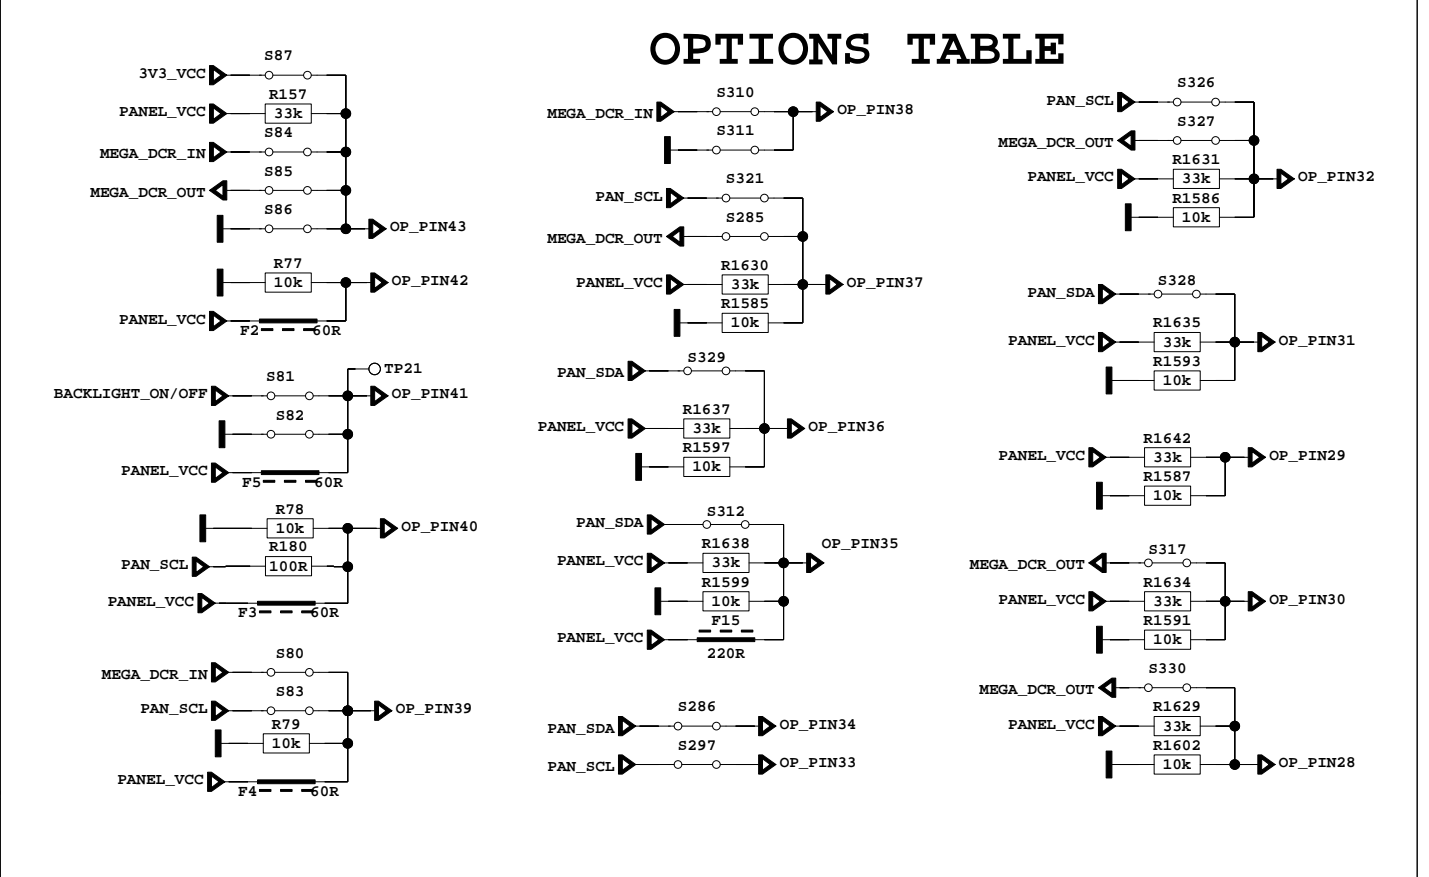 OPTIONS TABLE
S87
3V3_VCC
R157
PANEL_VCC 33k
S84
MEGA_DCR_IN
S85
MEGA_DCR_OUT
S86
OP_PIN43
R77
10k OP_PIN42
PANEL_VCC
F2 60R
TP21
S81
BACKLIGHT_ON/OFF OP_PIN41
S82
PANEL_VCC
F5 60R
R78
10k OP_PIN40
R180
PAN_SCL 100R
PANEL_VCC
F3 60R
S80
MEGA_DCR_IN
S83
PAN_SCL OP_PIN39
R79
10k
PANEL_VCC
F4 60R
S310
MEGA_DCR_IN OP_PIN38
S311
S321
PAN_SCL
S285
MEGA_DCR_OUT
R1630
PANEL_VCC 33k OP_PIN37
R1585
10k
S329
PAN_SDA
R1637
PANEL_VCC 33k OP_PIN36
R1597
10k
S312
PAN_SDA
OP_PIN35
R1638
PANEL_VCC 33k
R1599
10k
F15
PANEL_VCC
220R
S286
PAN_SDA OP_PIN34
S297
PAN_SCL OP_PIN33
S326
PAN_SCL
S327
MEGA_DCR_OUT
R1631
PANEL_VCC 33k OP_PIN32
R1586
10k
S328
PAN_SDA
R1635
PANEL_VCC 33k OP_PIN31
R1593
10k
R1642
PANEL_VCC 33k OP_PIN29
R1587
10k
S317
MEGA_DCR_OUT
R1634
PANEL_VCC 33k OP_PIN30
R1591
10k
S330
MEGA_DCR_OUT
R1629
PANEL_VCC 33k
R1602
10k OP_PIN28